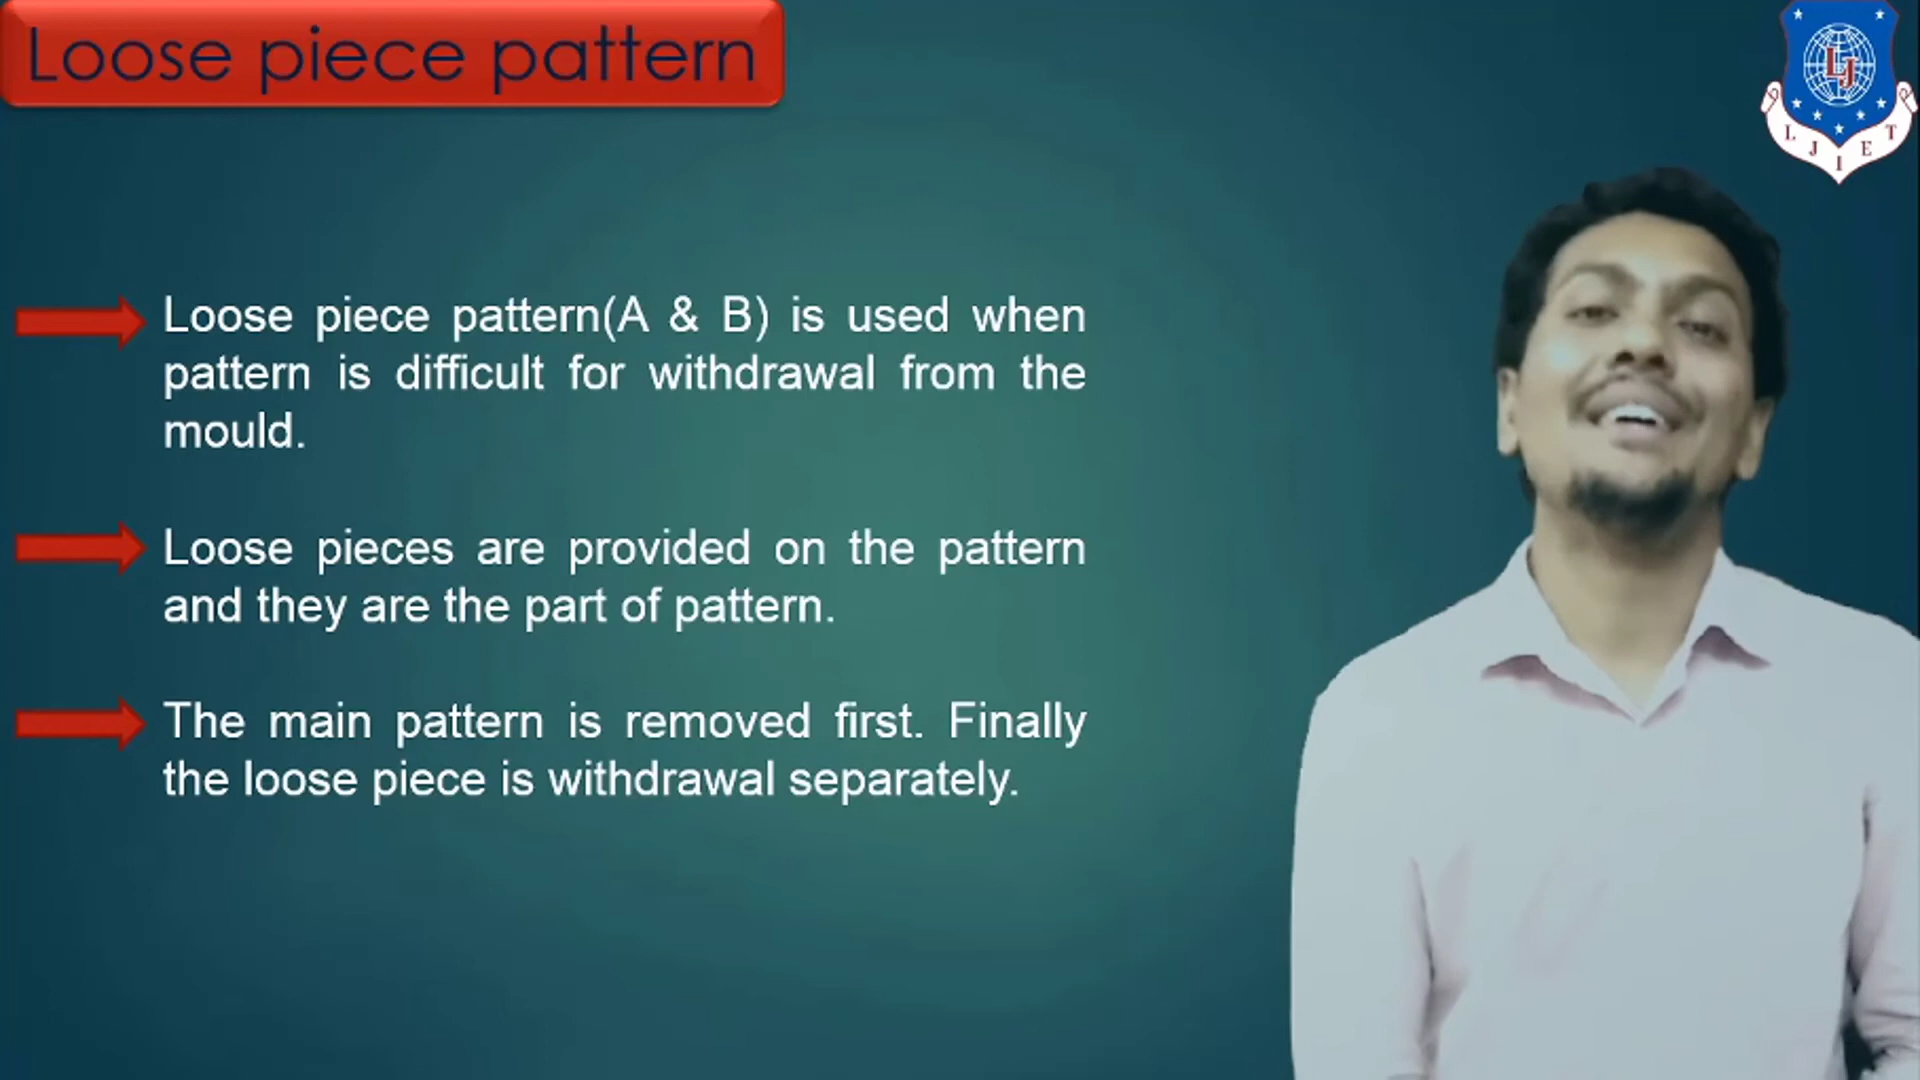 Loose piece pattern
LJ
L J I E T
Loose piece pattern(A & B) is used when
pattern is difficult for withdrawal from the
mould.
Loose pieces are provided on the pattern
and they are the part of pattern.
The main pattern is removed first. Finally
the loose piece is withdrawal separately.